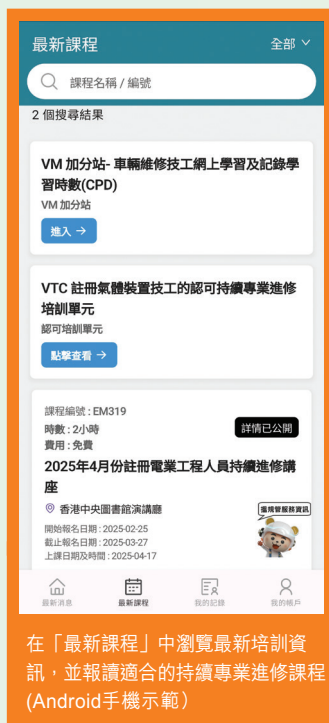 最新課程
全部
課程名稱 / 編號
2 個搜尋結果
VM 加分站- 車輛維修技工網上學習及記錄學
習時數(CPD)
VM 加分站
進入 →
VTC 註冊氣體裝置技工的認可持續專業進修
培訓單元
認可培訓單元
點擊查看 →
課程編號 : EM319
時數 : 2小時
詳情已公開
費用 : 免費
2025年4月份註冊電業工程人員持續進修講
座
香港中央圖書館演講廳
開始報名日期 : 2025-02-25
截止報名日期 : 2025-03-27
上課日期及時間 : 2025-04-17
最新消息
最新課程
我的記錄
我的帳戶
在「最新課程」中瀏覽最新培訓資
訊，並報讀適合的持續專業進修課程
(Android手機示範）